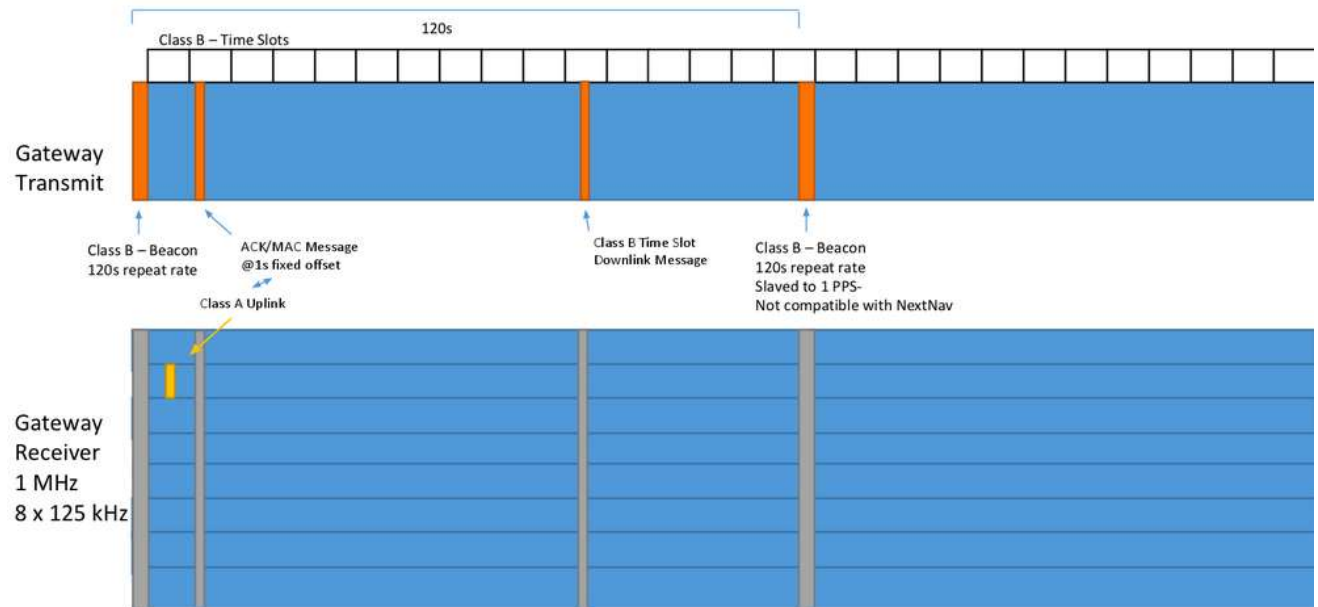 120s
Class B – Time Slots
Gateway
Transmit
Class B – Beacon
120s repeat rate
ACK/MAC Message
@1s fixed offset
Class A Uplink
Class B Time Slot
Downlink Message
Class B – Beacon
120s repeat rate
Slaved to 1 PPS-
Not compatible with NextNav
Gateway
Receiver
1 MHz
8 x 125 kHz